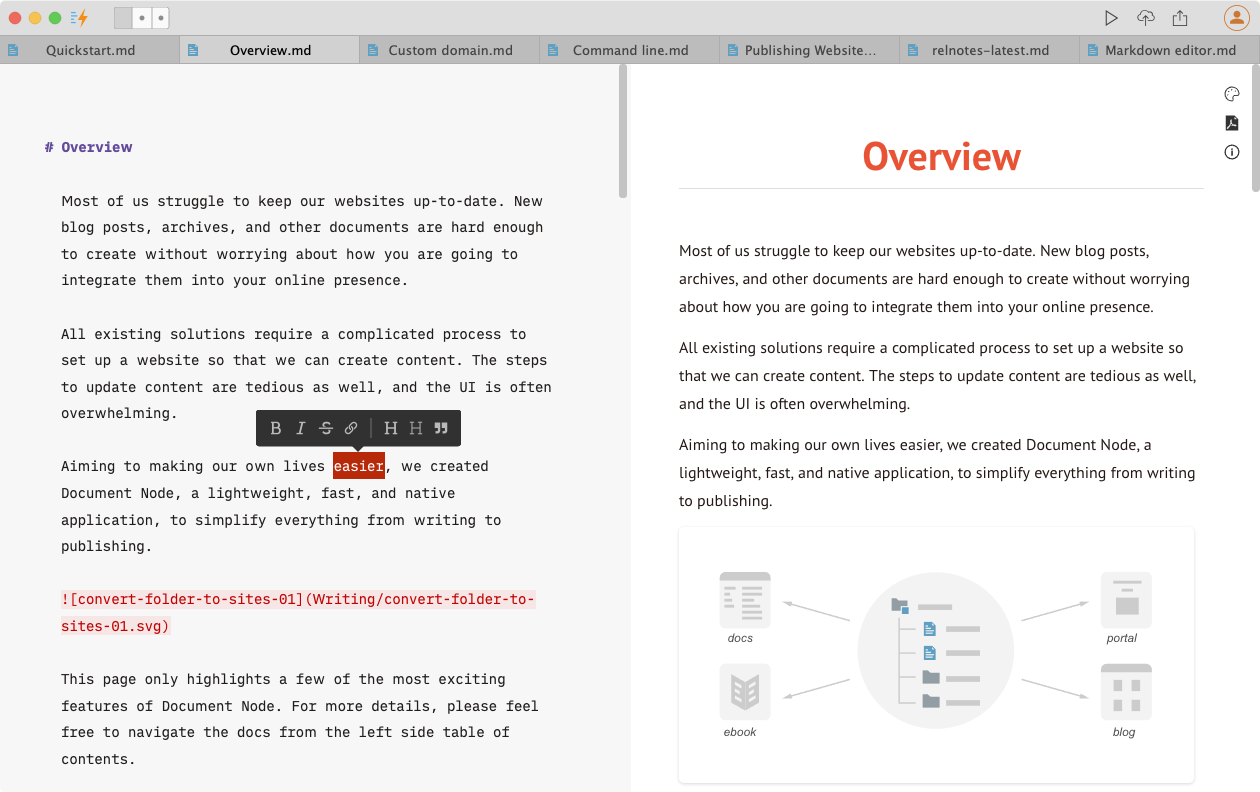 Quickstart.md
Overview.md
Custom domain.md
Command line.md
Publishing Website...
relnotes-latest.md
Markdown editor.md
# Overview
Most of us struggle to keep our websites up-to-date. New
blog posts, archives, and other documents are hard enough
to create without worrying about how you are going to
integrate them into your online presence.
All existing solutions require a complicated process to
set up a website so that we can create content. The steps
to update content are tedious as well, and the UI is often
overwhelming.
B I S H H
Aiming to making our own lives easier, we created
Document Node, a lightweight, fast, and native
application, to simplify everything from writing to
publishing.
![convert-folder-to-sites-01](Writing/convert-folder-to-
sites-01.svg)
This page only highlights a few of the most exciting
features of Document Node. For more details, please feel
free to navigate the docs from the left side table of
contents.
Overview
Most of us struggle to keep our websites up-to-date. New blog posts,
archives, and other documents are hard enough to create without worrying
about how you are going to integrate them into your online presence.
All existing solutions require a complicated process to set up a website so
that we can create content. The steps to update content are tedious as well,
and the UI is often overwhelming.
Aiming to making our own lives easier, we created Document Node, a
lightweight, fast, and native application, to simplify everything from writing
to publishing.
docs
portal
ebook
blog